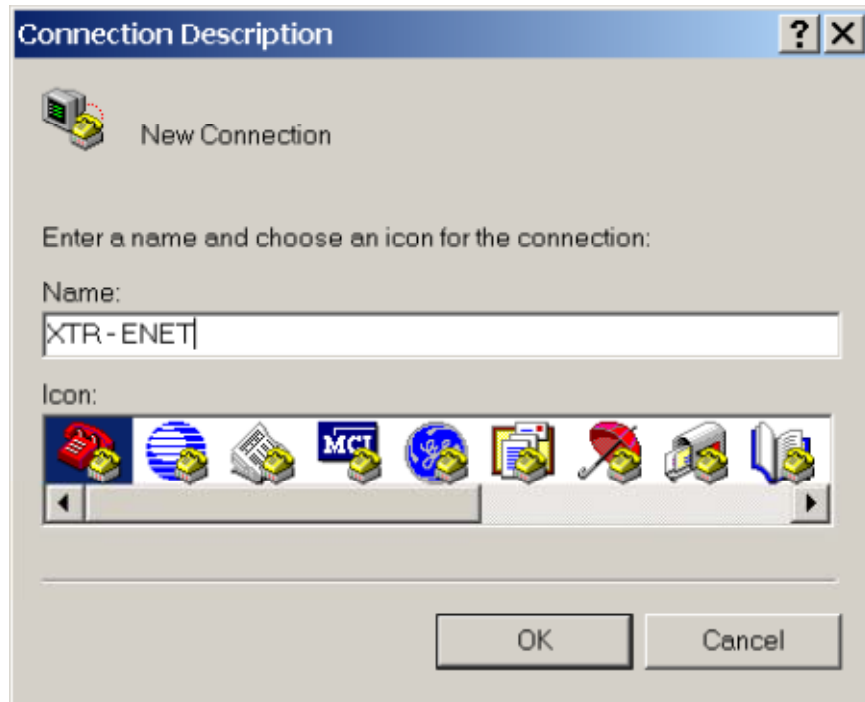 Connection Description
New Connection
Enter a name and choose an icon for the connection:
Name:
XTR-ENET
Icon:
MCI
OK Cancel